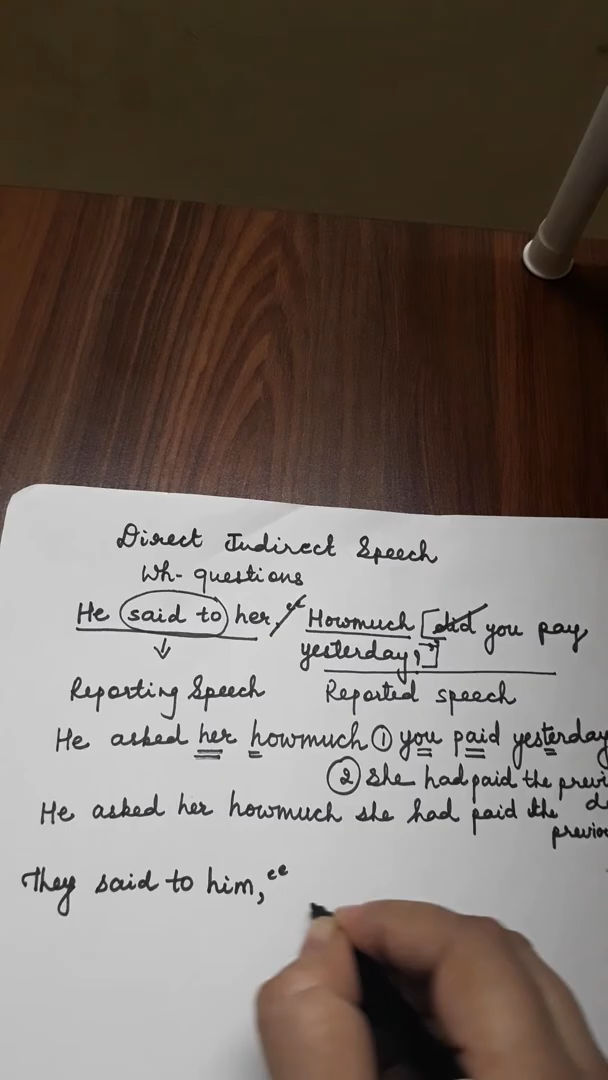 Direct Indirect Speech
Wh- questions
He said to her, “ Howmuch [did you pay
yesterday?”]
Reporting Speech Reported speech
He asked her howmuch ① you paid yesterday
② she had paid the previ
He asked her howmuch she had paid the
previo
They said to him, “